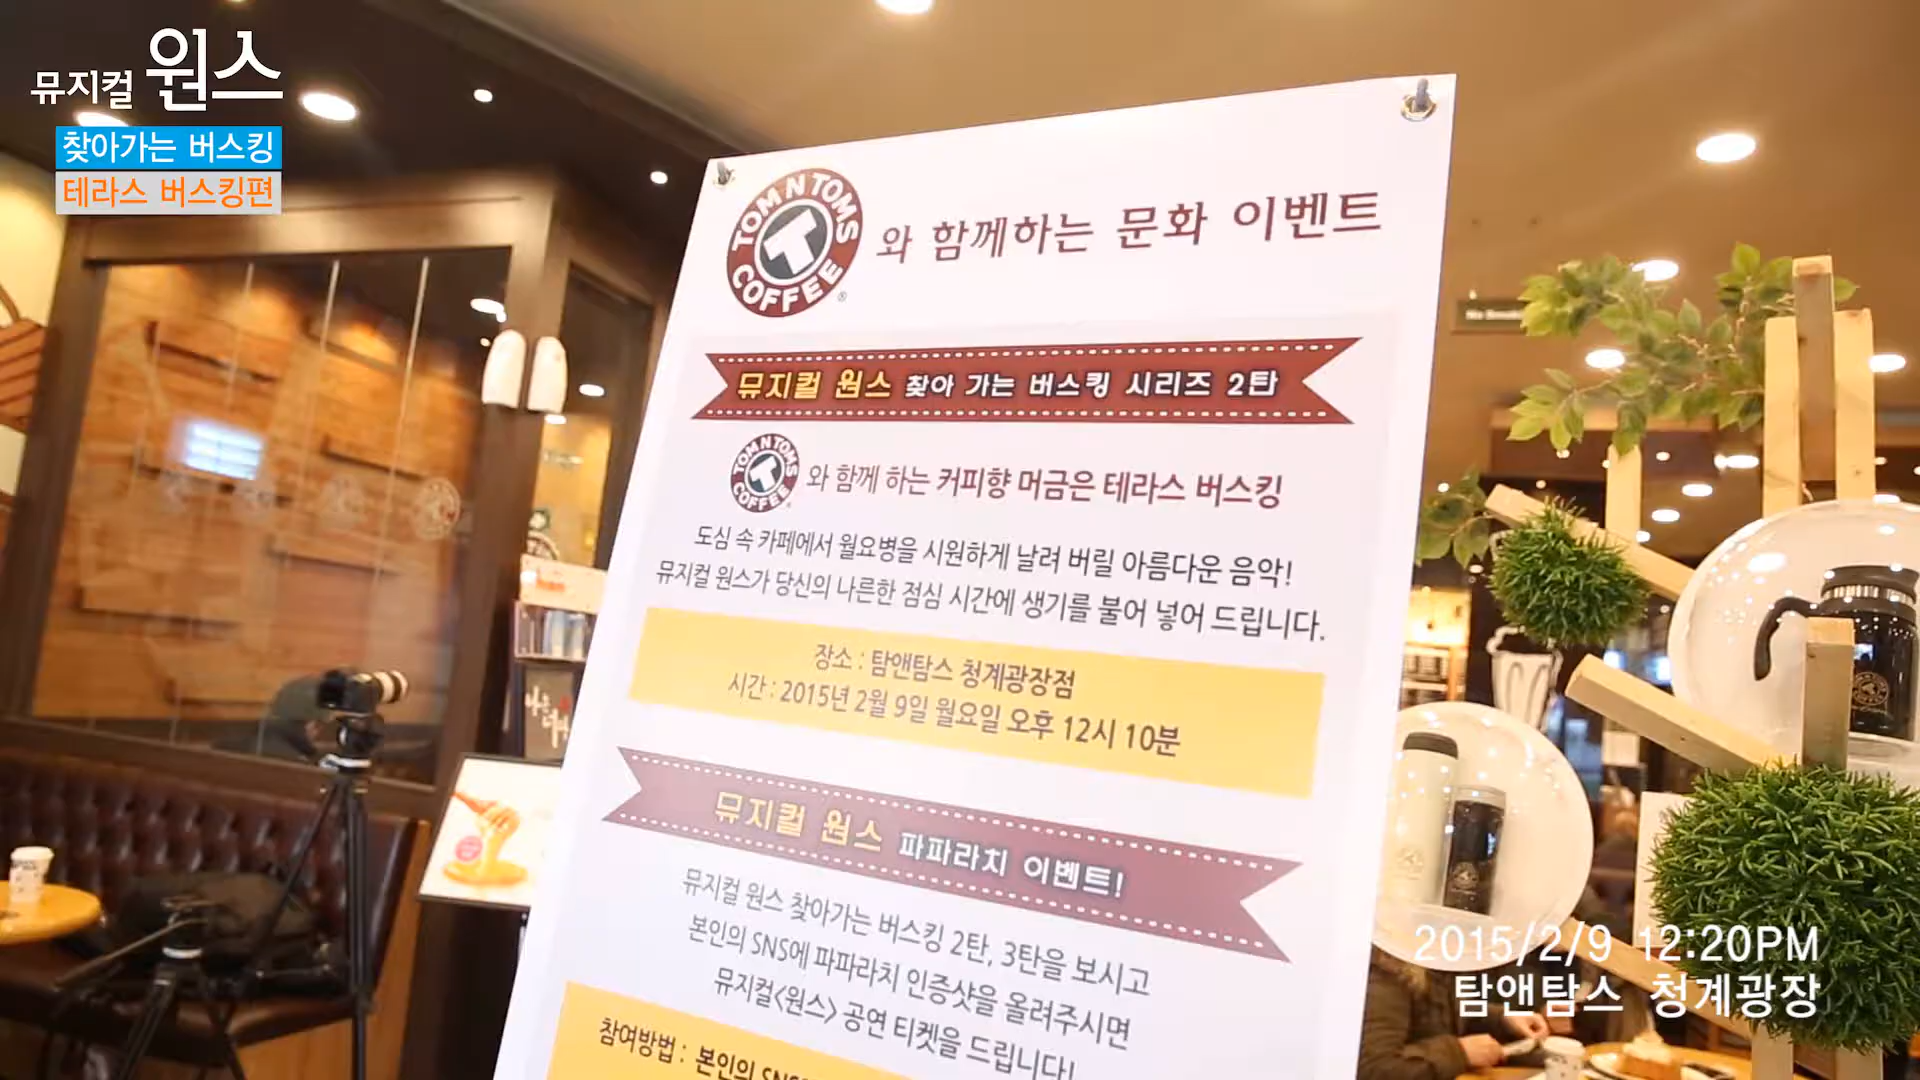 뮤지컬 원스
찾아가는 버스킹
테라스 버스킹편
TOM N TOMS COFFEE
와 함께하는 문화 이벤트
뮤지컬 원스 찾아 가는 버스킹 시리즈 2탄
TOM N TOMS COFFEE
와 함께 하는 커피향 머금은 테라스 버스킹
도심 속 카페에서 월요병을 시원하게 날려 버릴 아름다운 음악!
뮤지컬 원스가 당신의 나른한 점심 시간에 생기를 불어 넣어 드립니다.
장소 : 탐앤탐스 청계광장점
시간 : 2015년 2월 9일 월요일 오후 12시 10분
뮤지컬 원스 파파라치 이벤트!
뮤지컬 원스 찾아가는 버스킹 2탄, 3탄을 보시고
본인의 SNS에 파파라치 인증샷을 올려주시면
뮤지컬<원스> 공연 티켓을 드립니다!
참여방법 : 본인의
2015/2/9 12:20PM
탐앤탐스 청계광장